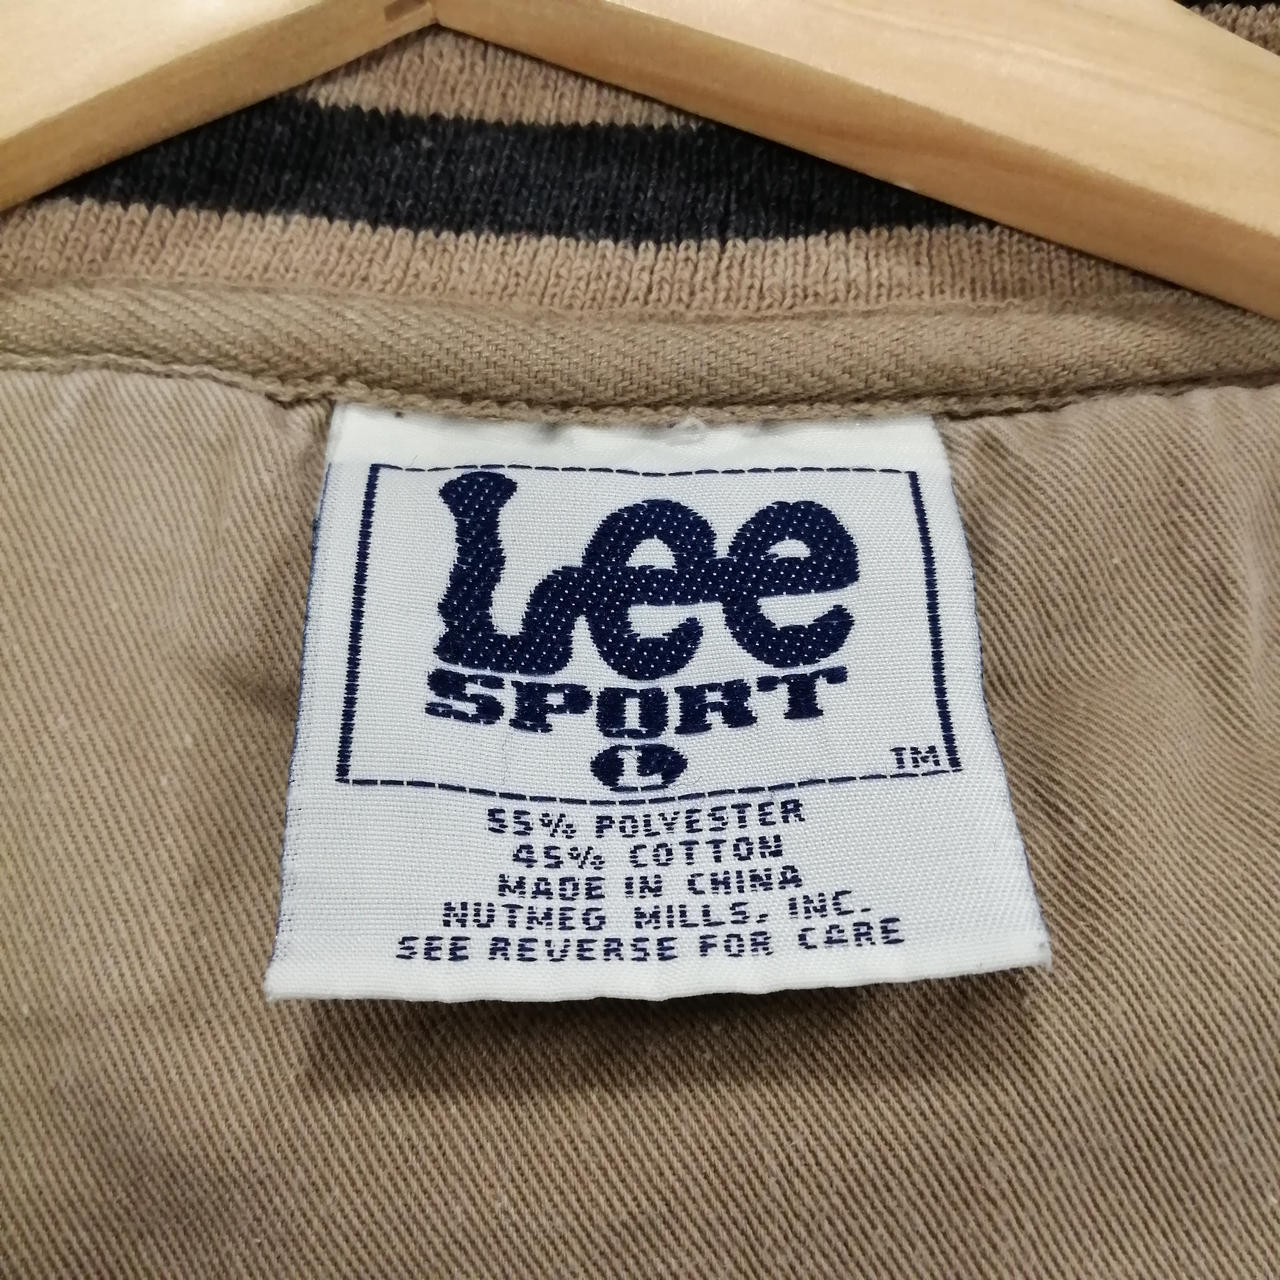 Lee
SPORT
L
TM
55% POLYESTER
45% COTTON
MADE IN CHINA
NUTMEG MILLS, INC.
SEE REVERSE FOR CARE